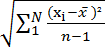 √(∑₁ᴺ (xᵢ-x̄)²/(n-1))